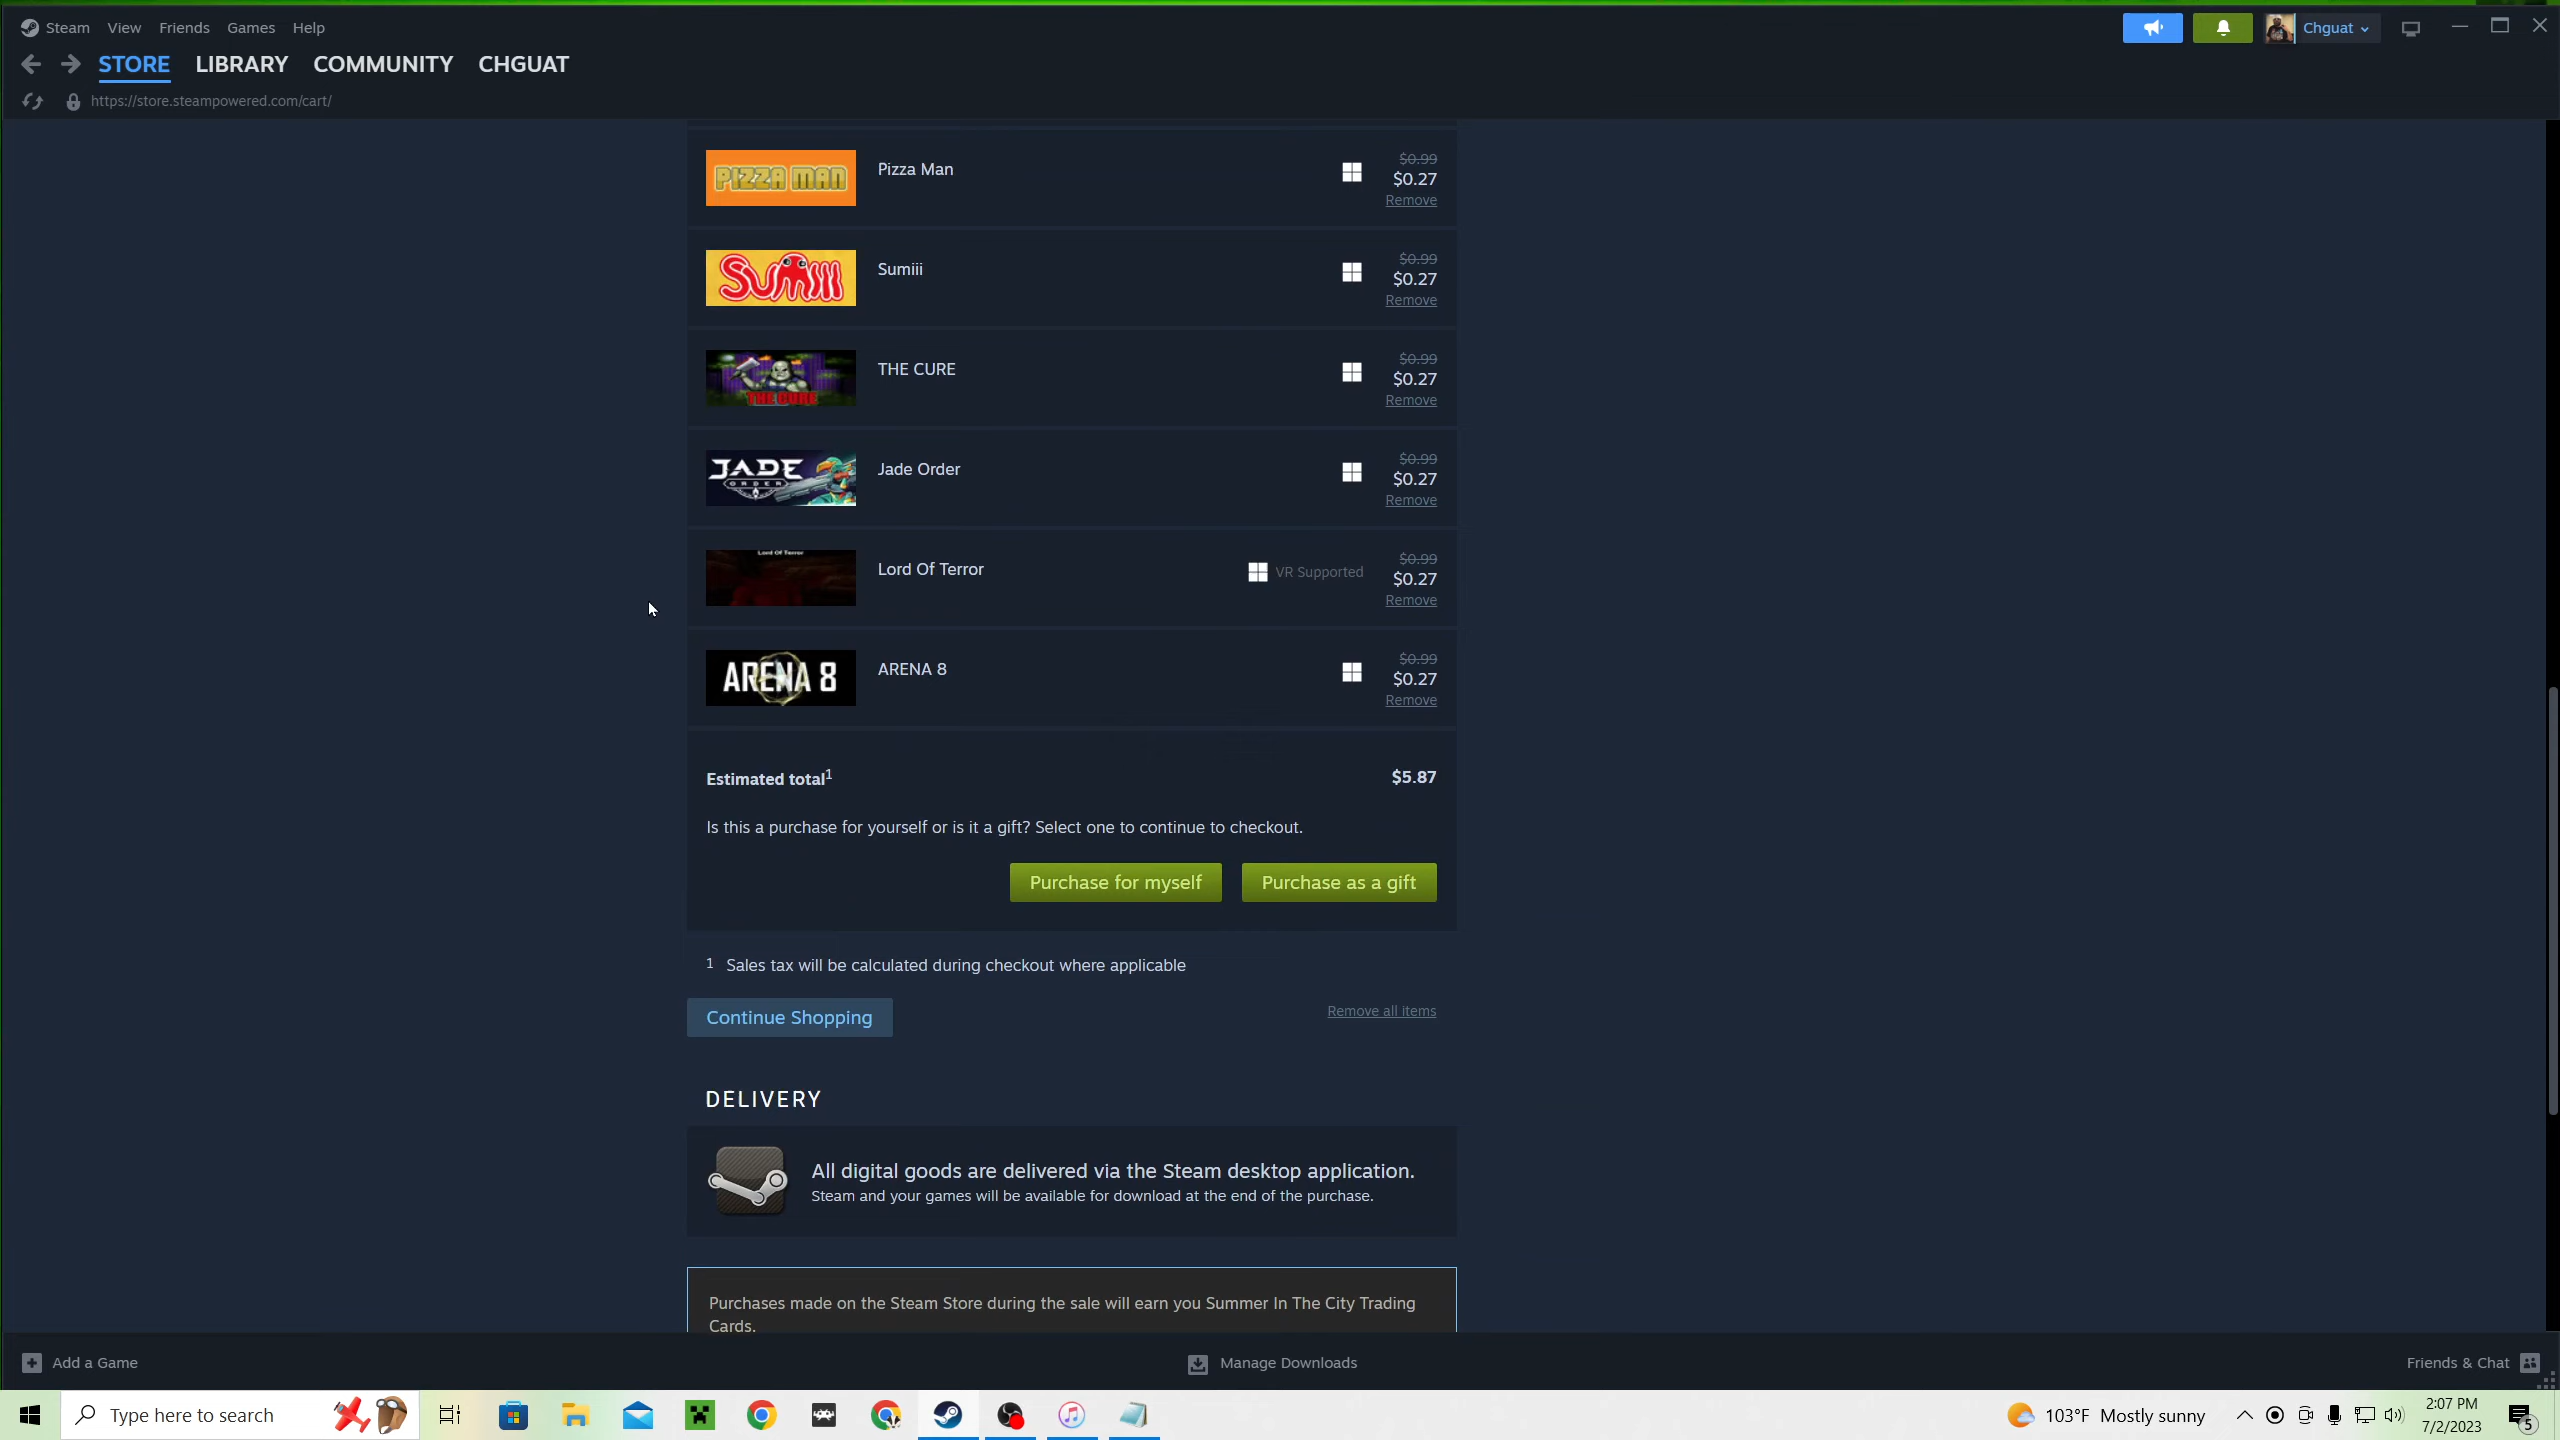 Steam View Friends Games Help
Chguat
STORE LIBRARY COMMUNITY CHGUAT
https://store.steampowered.com/cart/
PIZZA MAN
Pizza Man
$0.99
$0.27
Remove
Sumiii
Sumiii
$0.99
$0.27
Remove
THE CURE
THE CURE
$0.99
$0.27
Remove
JADE
ORDER
Jade Order
$0.99
$0.27
Remove
Lord Of Terror
Lord Of Terror
VR Supported
$0.99
$0.27
Remove
ARENA 8
ARENA 8
$0.99
$0.27
Remove
Estimated total1 $5.87
Is this a purchase for yourself or is it a gift? Select one to continue to checkout.
Purchase for myself Purchase as a gift
1 Sales tax will be calculated during checkout where applicable
Continue Shopping Remove all items
DELIVERY
All digital goods are delivered via the Steam desktop application.
Steam and your games will be available for download at the end of the purchase.
Purchases made on the Steam Store during the sale will earn you Summer In The City Trading
Cards.
Add a Game Manage Downloads Friends & Chat
Type here to search
103°F Mostly sunny
2:07 PM
7/2/2023
5